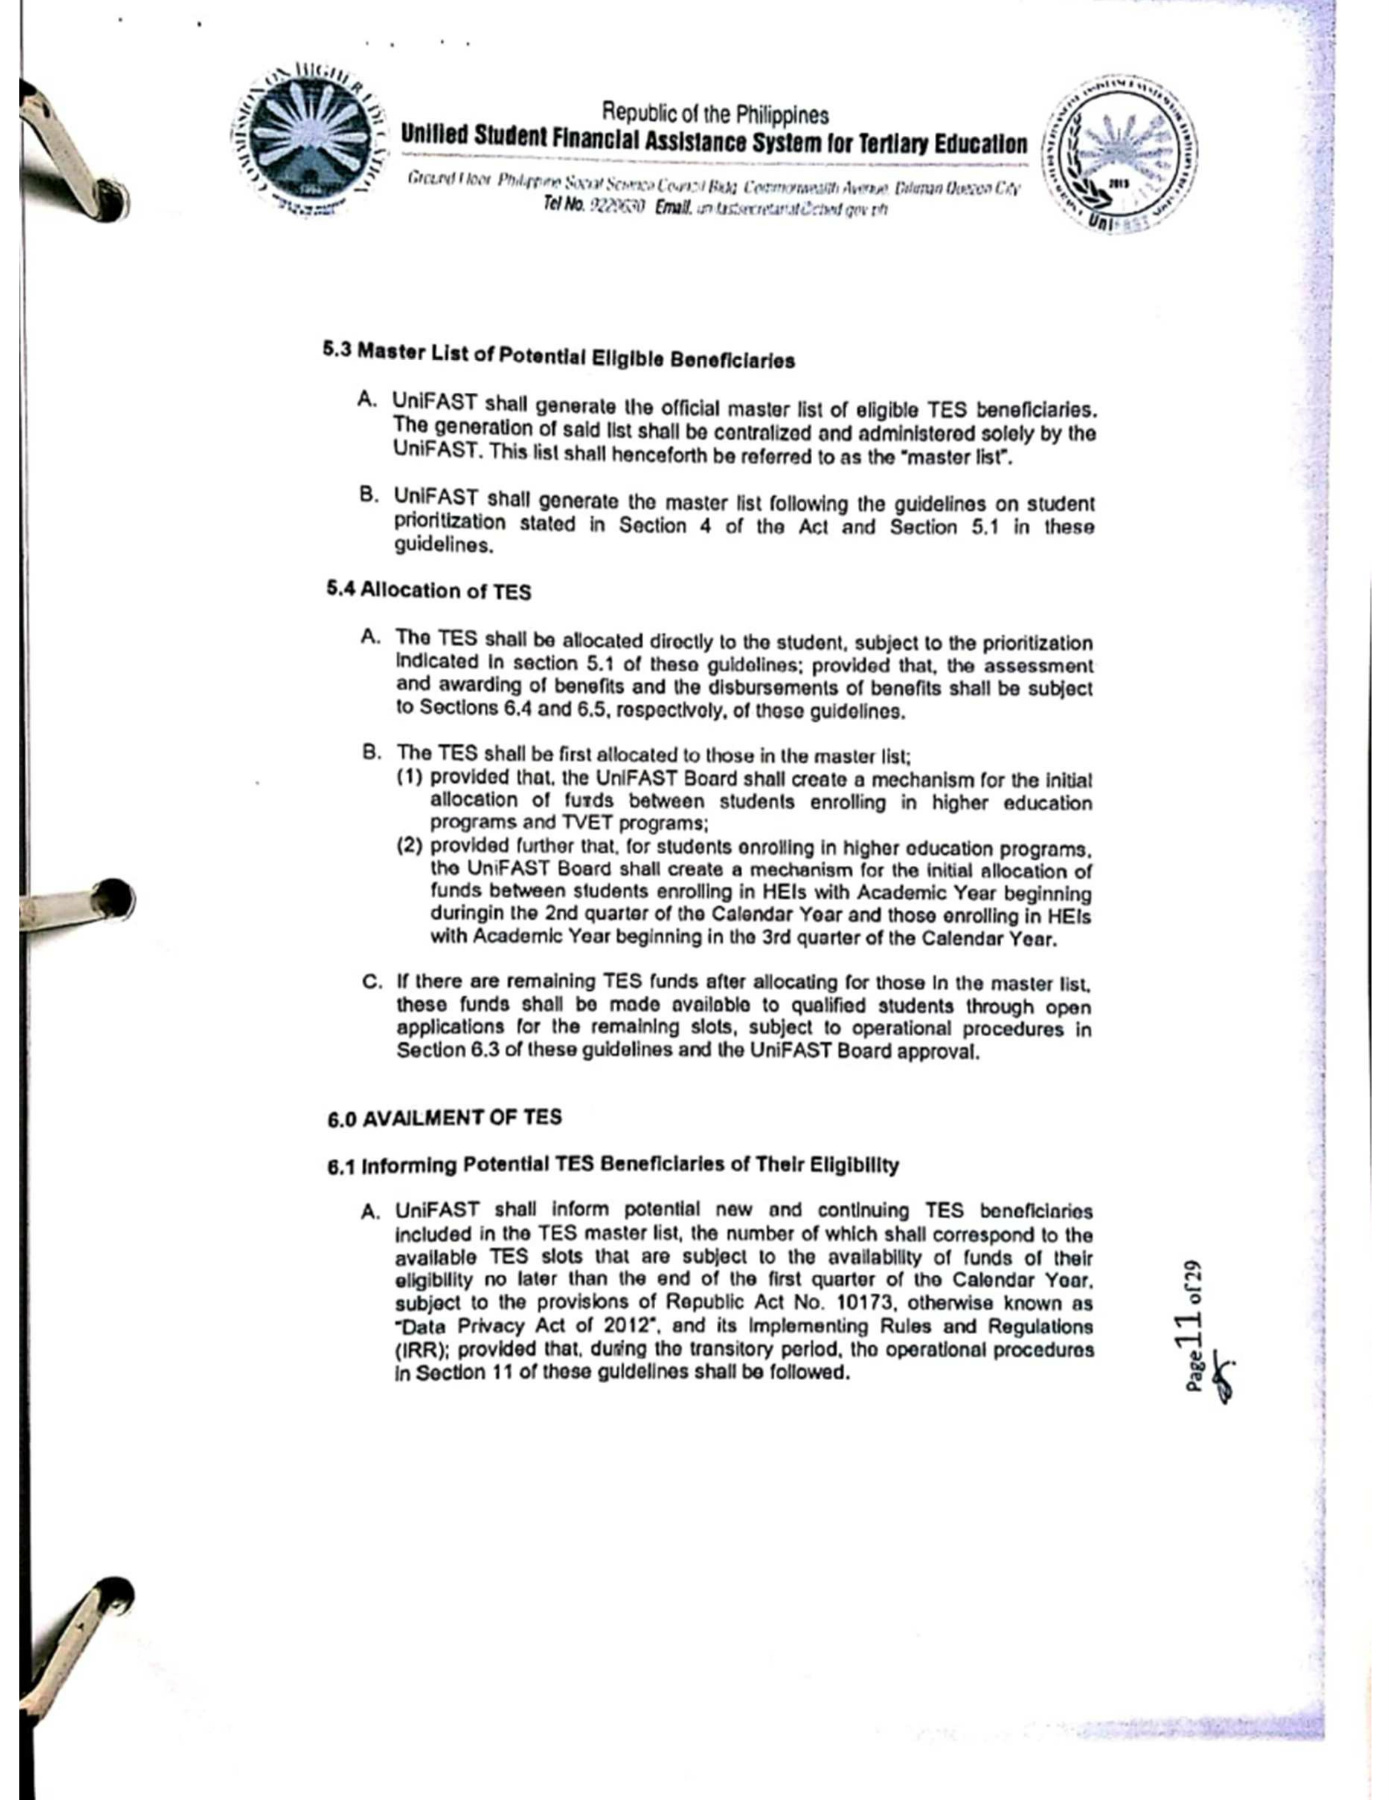 COMMISSION ON HIGHER EDUCATION
Republic of the Philippines
Unified Student Financial Assistance System for Tertiary Education
Ground Floor Philippine Social Science Council Bldg Commonwealth Avenue, Diliman Quezon City
Tel No. 9229630 Email. unifastsecretariat@ched.gov.ph
2015
UniFAST
5.3 Master List of Potential Eligible Beneficiaries
A. UniFAST shall generate the official master list of eligible TES beneficiaries.
The generation of said list shall be centralized and administered solely by the
UniFAST. This list shall henceforth be referred to as the "master list".
B. UniFAST shall generate the master list following the guidelines on student
prioritization stated in Section 4 of the Act and Section 5.1 in these
guidelines.
5.4 Allocation of TES
A. The TES shall be allocated directly to the student, subject to the prioritization
indicated in section 5.1 of these guidelines; provided that, the assessment
and awarding of benefits and the disbursements of benefits shall be subject
to Sections 6.4 and 6.5, respectively, of these guidelines.
B. The TES shall be first allocated to those in the master list;
(1) provided that, the UniFAST Board shall create a mechanism for the initial
allocation of funds between students enrolling in higher education
programs and TVET programs;
(2) provided further that, for students enrolling in higher education programs,
the UniFAST Board shall create a mechanism for the initial allocation of
funds between students enrolling in HEIs with Academic Year beginning
duringin the 2nd quarter of the Calendar Year and those enrolling in HEIs
with Academic Year beginning in the 3rd quarter of the Calendar Year.
C. If there are remaining TES funds after allocating for those in the master list,
these funds shall be made available to qualified students through open
applications for the remaining slots, subject to operational procedures in
Section 6.3 of these guidelines and the UniFAST Board approval.
6.0 AVAILMENT OF TES
6.1 Informing Potential TES Beneficiaries of Their Eligibility
A. UniFAST shall inform potential new and continuing TES beneficiaries
included in the TES master list, the number of which shall correspond to the
available TES slots that are subject to the availability of funds of their
eligibility no later than the end of the first quarter of the Calendar Year,
subject to the provisions of Republic Act No. 10173, otherwise known as
"Data Privacy Act of 2012", and its Implementing Rules and Regulations
(IRR); provided that, during the transitory period, the operational procedures
in Section 11 of these guidelines shall be followed.
Page 11 of 29